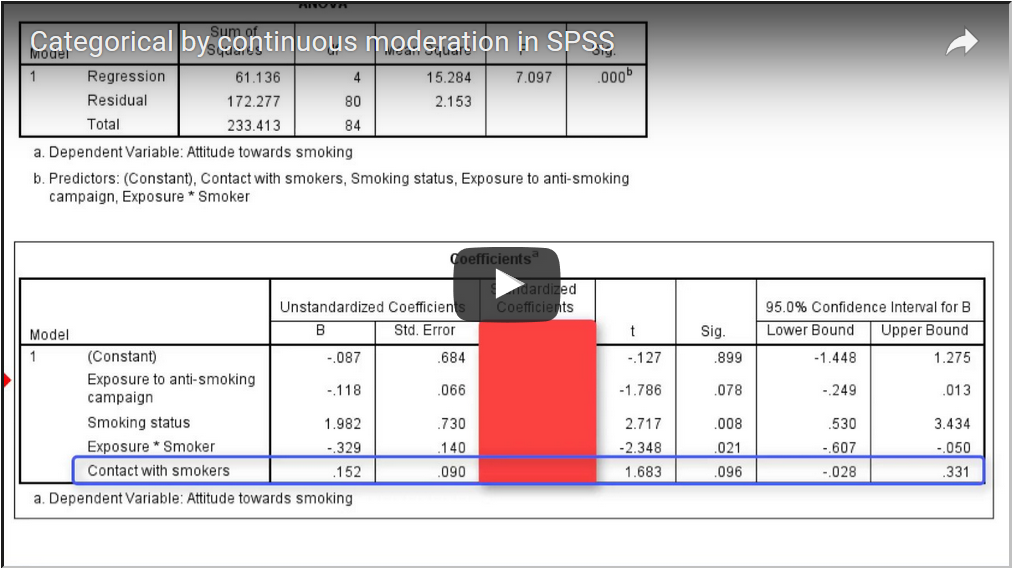 ANOVA
Categorical by continuous moderation in SPSS
Model Sum of Squares df Mean Square F Sig.
1 Regression 61.136 4 15.284 7.097 .000b
Residual 172.277 80 2.153
Total 233.413 84
a. Dependent Variable: Attitude towards smoking
b. Predictors: (Constant), Contact with smokers, Smoking status, Exposure to anti-smoking
campaign, Exposure * Smoker
Coefficientsa
Unstandardized Coefficients Standardized Coefficients 95.0% Confidence Interval for B
Model B Std. Error t Sig. Lower Bound Upper Bound
1 (Constant) -.087 .684 -.127 .899 -1.448 1.275
Exposure to anti-smoking
campaign -.118 .066 -1.786 .078 -.249 .013
Smoking status 1.982 .730 2.717 .008 .530 3.434
Exposure * Smoker -.329 .140 -2.348 .021 -.607 -.050
Contact with smokers .152 .090 1.683 .096 -.028 .331
a. Dependent Variable: Attitude towards smoking